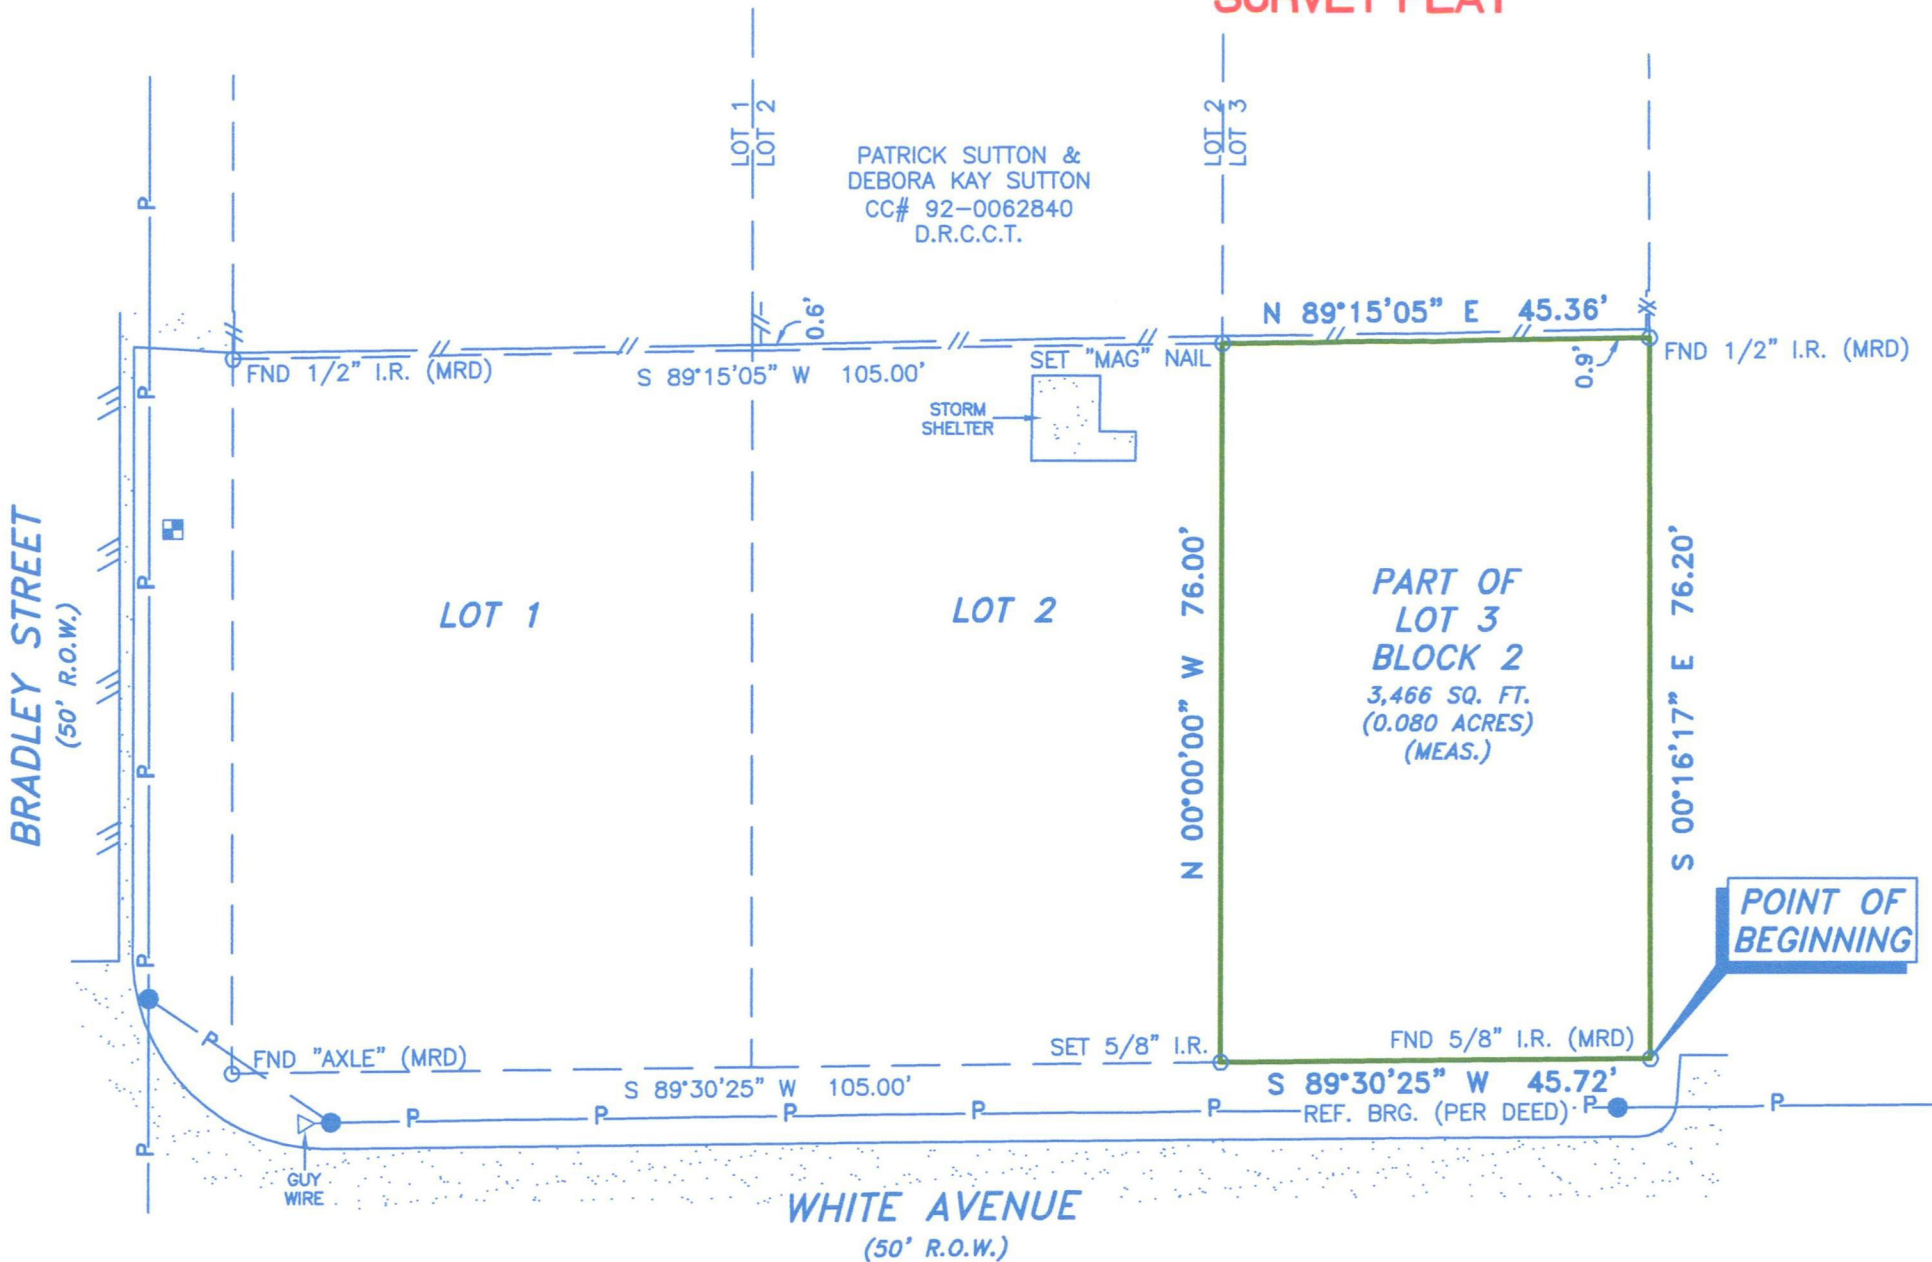 SURVEY PLAT
LOT 1
LOT 2
LOT 2
LOT 3
PATRICK SUTTON &
DEBORA KAY SUTTON
CC# 92-0062840
D.R.C.C.T.
P
0.6'
N 89°15'05" E 45.36'
FND 1/2" I.R. (MRD)
S 89°15'05" W 105.00'
SET "MAG" NAIL
0.9'
FND 1/2" I.R. (MRD)
P
STORM
SHELTER
BRADLEY STREET
(50' R.O.W.)
P
LOT 1
LOT 2
N 00°00'00" W 76.00'
PART OF
LOT 3
BLOCK 2
3,466 SQ. FT.
(0.080 ACRES)
(MEAS.)
S 00°16'17" E 76.20'
P
POINT OF
BEGINNING
P
P
FND "AXLE" (MRD)
SET 5/8" I.R.
FND 5/8" I.R. (MRD)
S 89°30'25" W 105.00'
S 89°30'25" W 45.72'
P P P P P REF. BRG. (PER DEED) P P
P
GUY
WIRE
WHITE AVENUE
(50' R.O.W.)